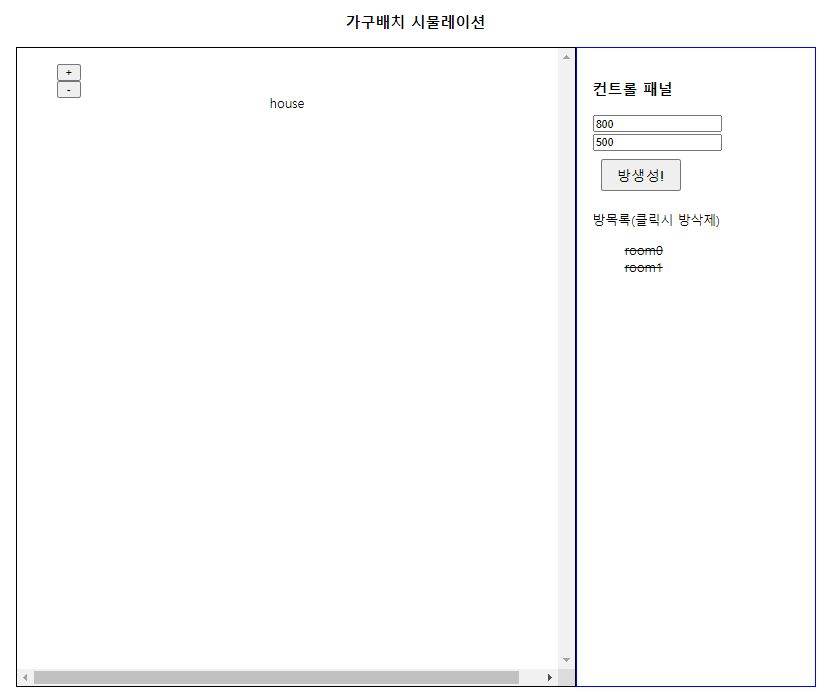 가구배치 시물레이션
+
-
house
컨트롤 패널
800
500
방생성!
방목록(클릭시 방삭제)
room0
room1